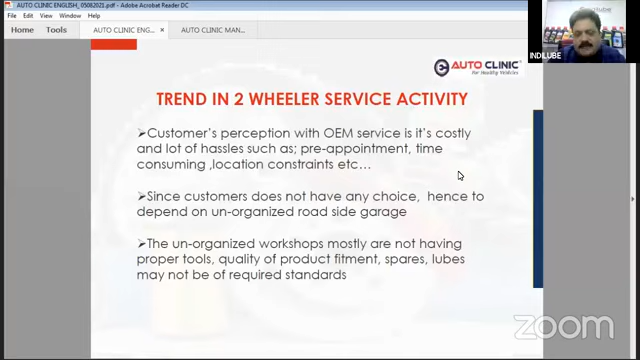 AUTO CLINIC ENGLISH_05082021.pdf - Adobe Acrobat Reader DC
File Edit View Sign Window Help
Home Tools AUTO CLINIC ENG... × AUTO CLINIC MAN...
INDILUBE
AUTO CLINIC
for Healthy Vehicles
TREND IN 2 WHEELER SERVICE ACTIVITY
➢Customer's perception with OEM service is it's costly
and lot of hassles such as; pre-appointment, time
consuming ,location constraints etc...
➢Since customers does not have any choice, hence to
depend on un-organized road side garage
➢The un-organized workshops mostly are not having
proper tools, quality of product fitment, spares, lubes
may not be of required standards
zoom